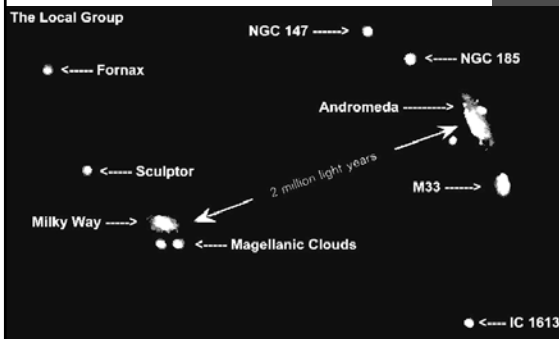 The Local Group
NGC 147 ------>
<----- NGC 185
<----- Fornax
Andromeda --------->
2 million light years
<----- Sculptor
M33 ----->
Milky Way ---->
<----- Magellanic Clouds
<---- IC 1613